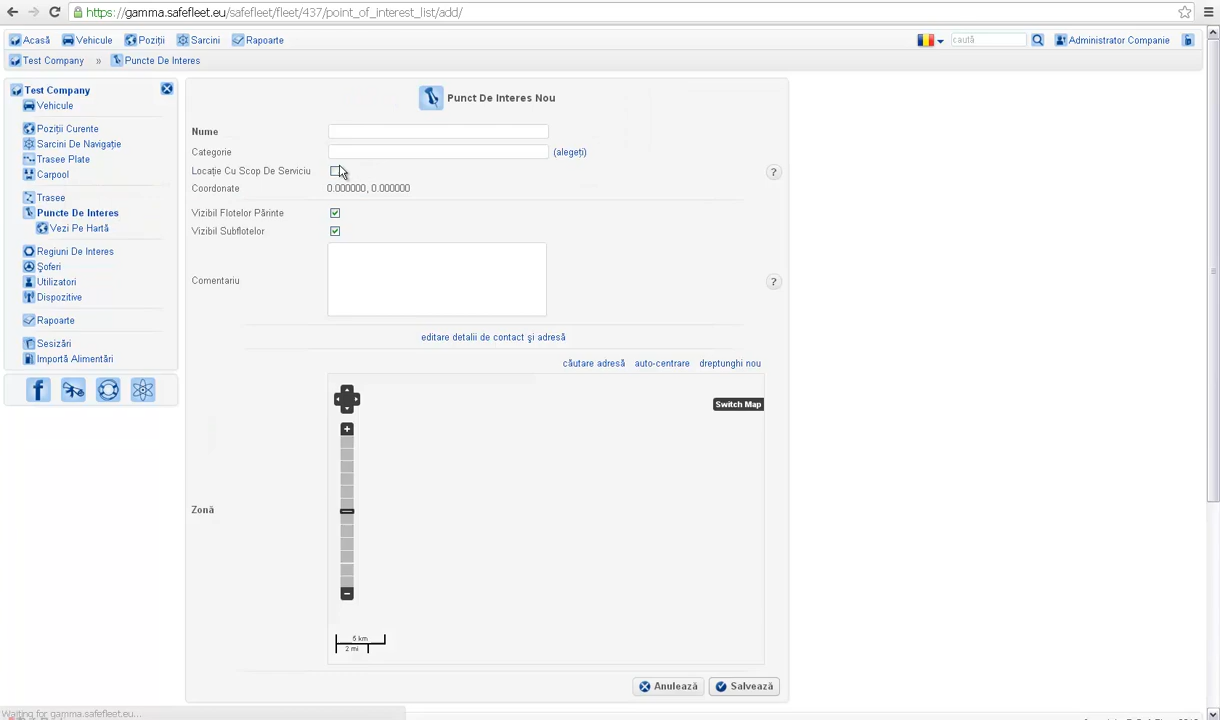 https://gamma.safefleet.eu/safefleet/fleet/437/point_of_interest_list/add/
Acasă Vehicule Poziții Sarcini Rapoarte caută Administrator Companie
Test Company » Puncte De Interes
Test Company
Vehicule
Poziții Curente
Sarcini De Navigație
Trasee Plate
Carpool
Trasee
Puncte De Interes
Vezi Pe Hartă
Regiuni De Interes
Șoferi
Utilizatori
Dispozitive
Rapoarte
Sesizări
Importă Alimentări
Punct De Interes Nou
Nume
Categorie (alegeți)
Locație Cu Scop De Serviciu ?
Coordonate 0.000000, 0.000000
Vizibil Flotelor Părinte
Vizibil Subflotelor
Comentariu ?
editare detalii de contact și adresă
căutare adresă auto-centrare dreptunghi nou
Switch Map
Zonă
5 km
2 mi
Anulează Salvează
Waiting for gamma.safefleet.eu...